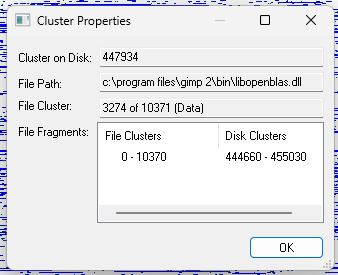 Cluster Properties
Cluster on Disk: 447934
File Path: c:\program files\gimp 2\bin\libopenblas.dll
File Cluster: 3274 of 10371 (Data)
File Fragments:
File Clusters Disk Clusters
0 - 10370 444660 - 455030
OK